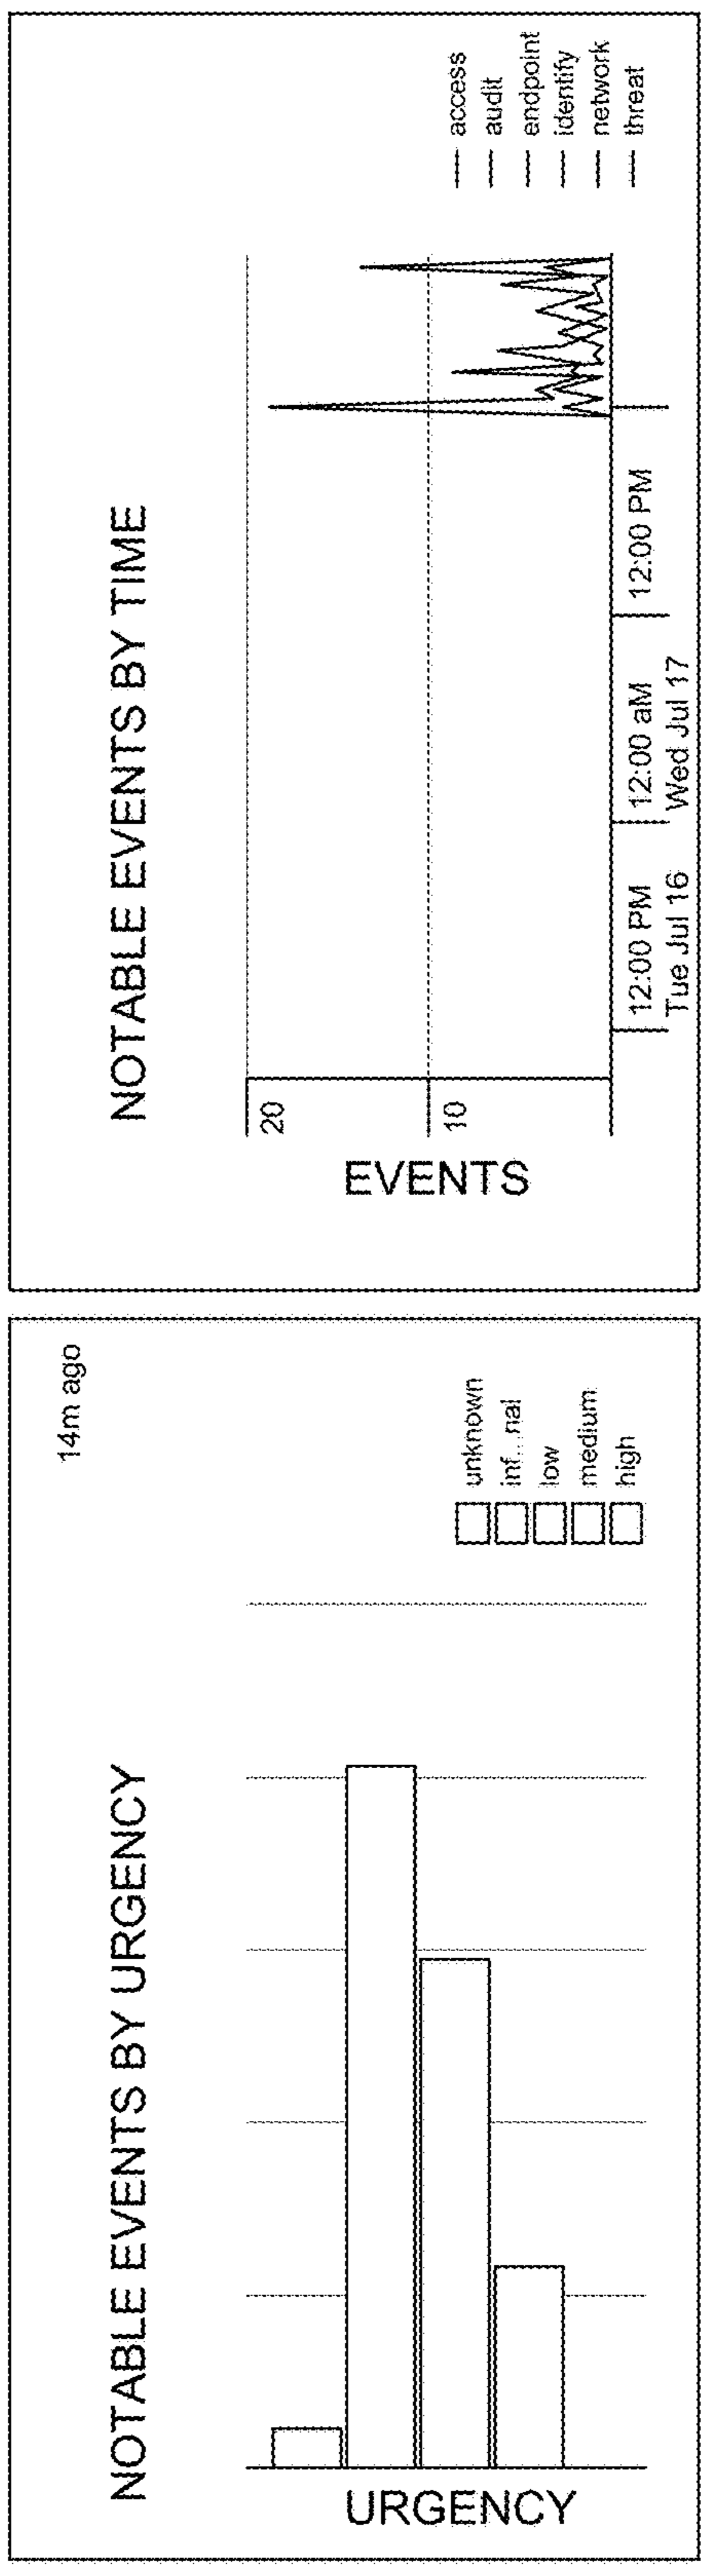 NOTABLE EVENTS BY URGENCY
14m ago
URGENCY
unknown
inf...nal
low
medium
high
NOTABLE EVENTS BY TIME
EVENTS
20
10
12:00 PM
Tue Jul 16
12:00 aM
Wed Jul 17
12:00 PM
access
audit
endpoint
identify
network
threat